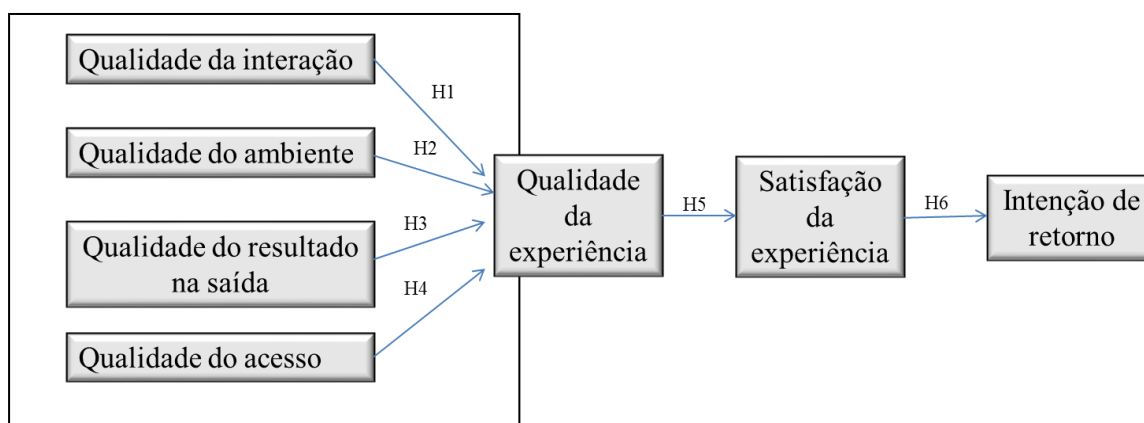 Qualidade da interação
H1
Qualidade do ambiente
H2
Qualidade do resultado
na saída
H3
Qualidade do acesso
H4
Qualidade
da
experiência
H5
Satisfação
da
experiência
H6
Intenção de
retorno